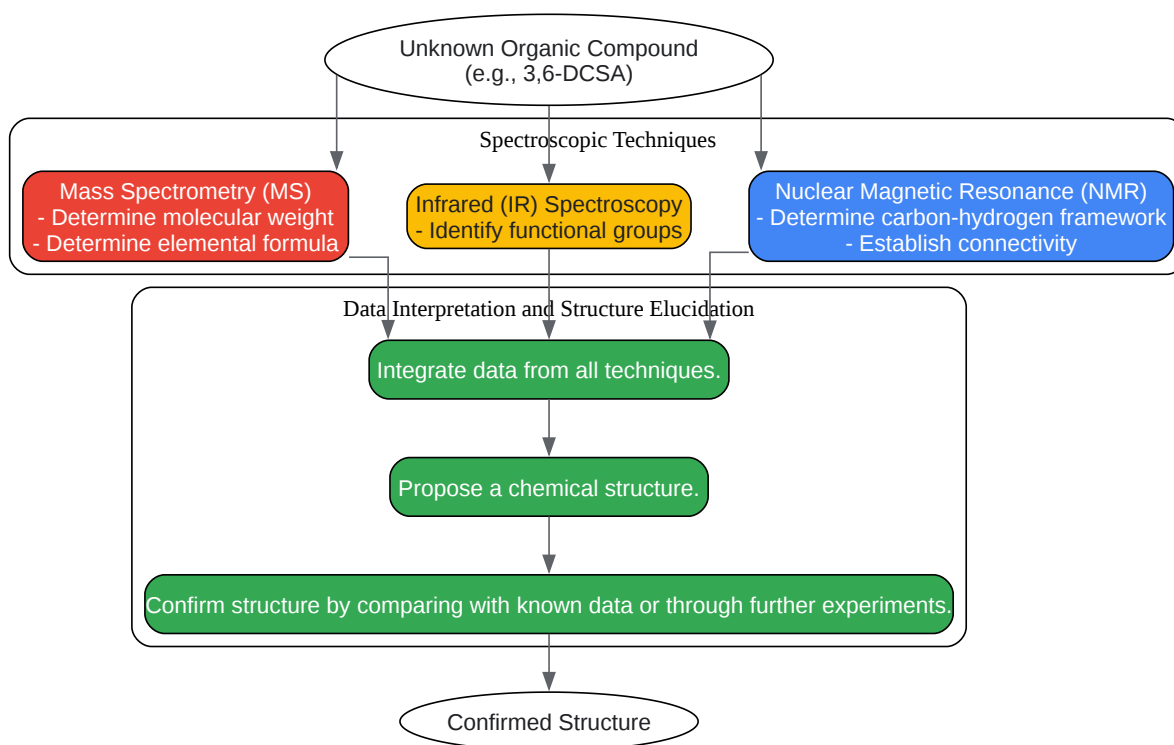 Unknown Organic Compound
(e.g., 3,6-DCSA)
Spectroscopic Techniques
Mass Spectrometry (MS)
- Determine molecular weight
- Determine elemental formula
Infrared (IR) Spectroscopy
- Identify functional groups
Nuclear Magnetic Resonance (NMR)
- Determine carbon-hydrogen framework
- Establish connectivity
Data Interpretation and Structure Elucidation
Integrate data from all techniques.
Propose a chemical structure.
Confirm structure by comparing with known data or through further experiments.
Confirmed Structure